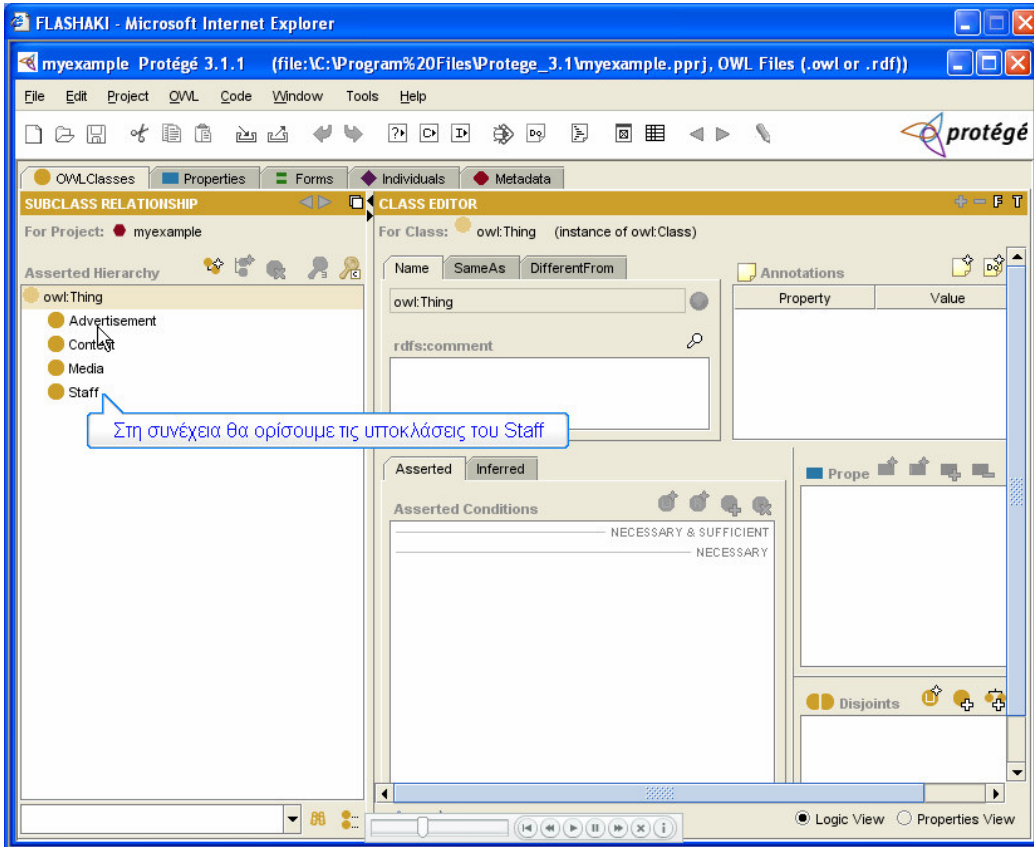 FLASHAKI - Microsoft Internet Explorer
myexample Protégé 3.1.1 (file:\C:\Program%20Files\Protege_3.1\myexample.pprj, OWL Files (.owl or .rdf))
File Edit Project OWL Code Window Tools Help
protégé
OWLClasses Properties Forms Individuals Metadata
SUBCLASS RELATIONSHIP
For Project: myexample
Asserted Hierarchy
owl:Thing
Advertisement
Content
Media
Staff
Στη συνέχεια θα ορίσουμε τις υποκλάσεις του Staff
CLASS EDITOR
F T
For Class: owl:Thing (instance of owl:Class)
Name SameAs DifferentFrom
owl:Thing
rdfs:comment
Annotations
Property Value
Asserted Inferred
Asserted Conditions
NECESSARY & SUFFICIENT
NECESSARY
Prope
Disjoints
Logic View Properties View